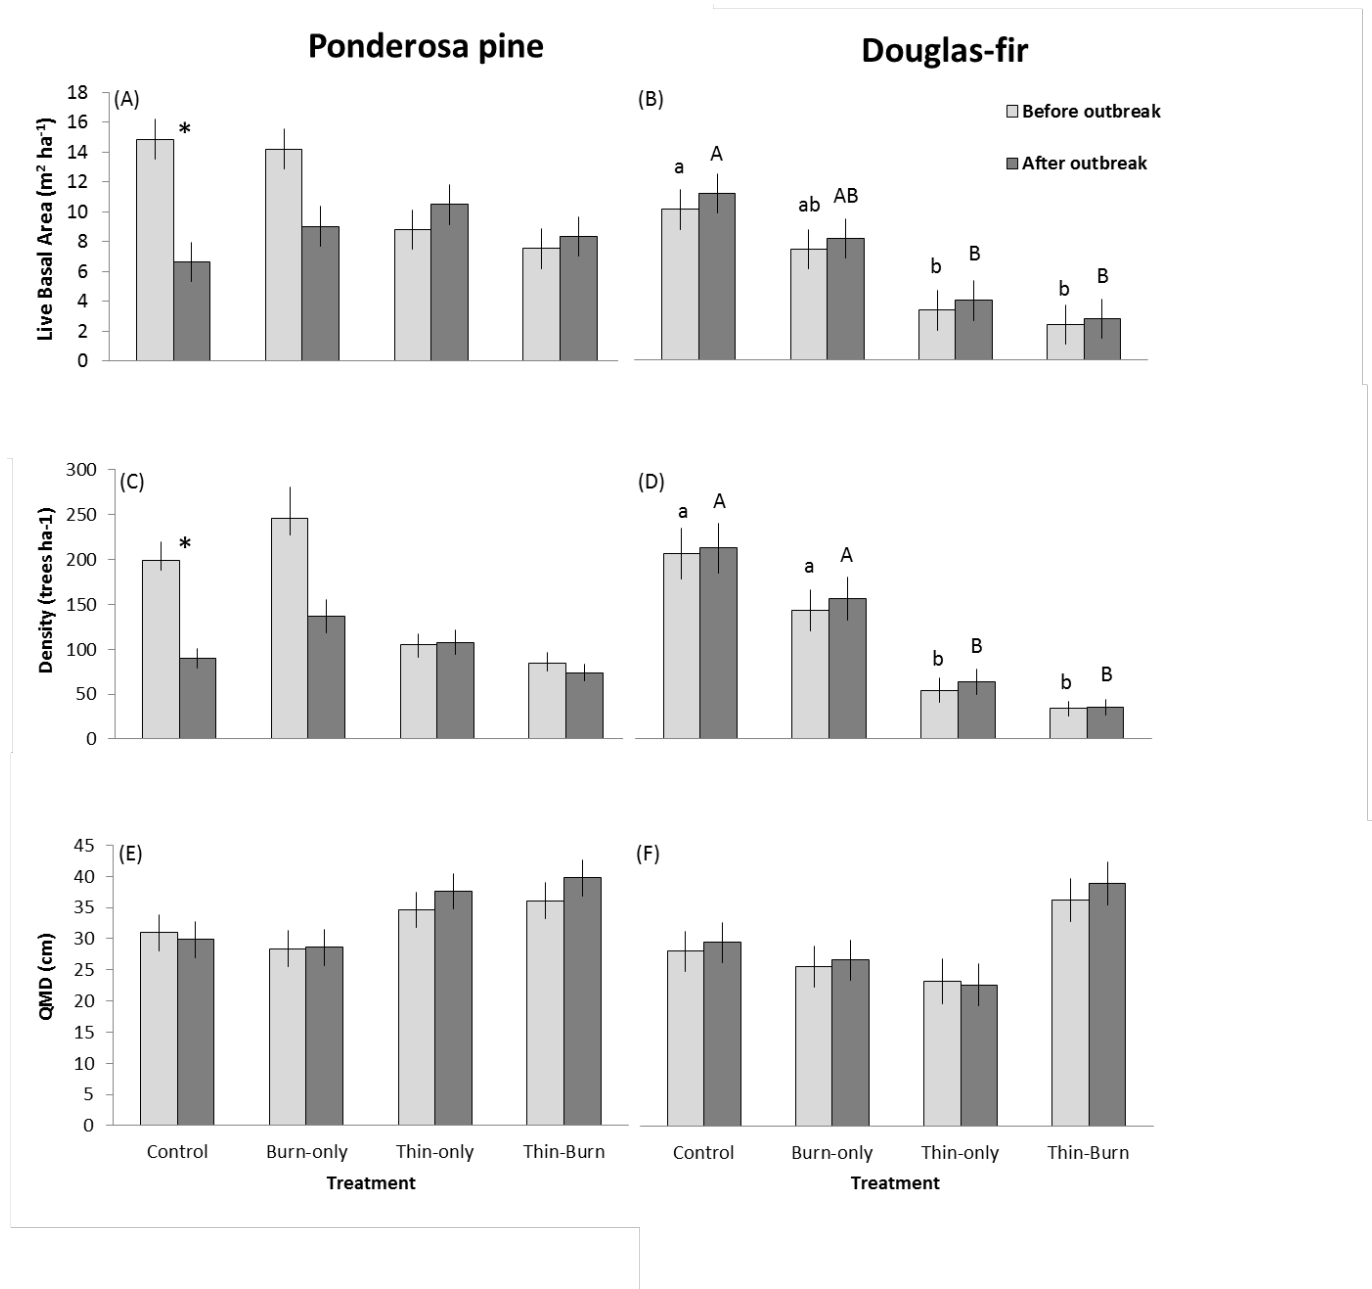 Ponderosa pine
Douglas-fir
(A)
(B)
Before outbreak
After outbreak
Live Basal Area (m² ha⁻¹)
18
16
14
12
10
8
6
4
2
0
*
a
A
ab
AB
b
B
b
B
(C)
(D)
Density (trees ha-1)
300
250
200
150
100
50
0
*
a
A
a
A
b
B
b
B
(E)
(F)
QMD (cm)
45
40
35
30
25
20
15
10
5
0
Control Burn-only Thin-only Thin-Burn
Control Burn-only Thin-only Thin-Burn
Treatment
Treatment